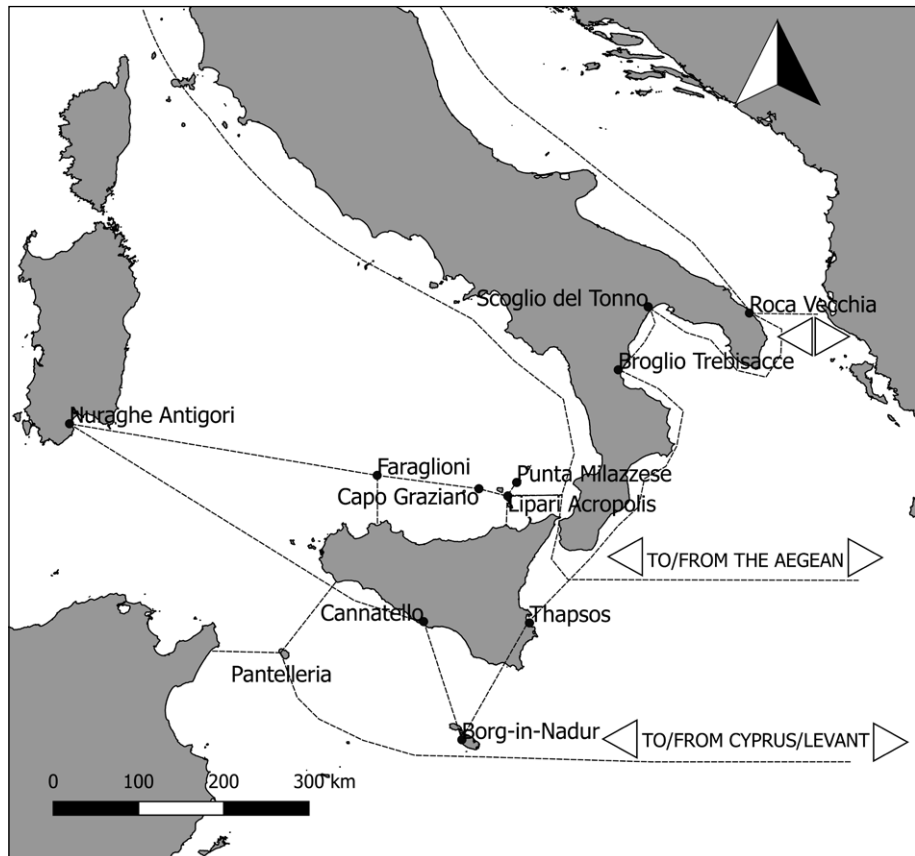 Scoglio del Tonno
Roca Vecchia
Broglio Trebisacce
Nuraghe Antigori
Faraglioni
Punta Milazzese
Capo Graziano
Lipari Acropolis
TO/FROM THE AEGEAN
Cannatello
Thapsos
Pantelleria
Borg-in-Nadur
TO/FROM CYPRUS/LEVANT
0 100 200 300 km